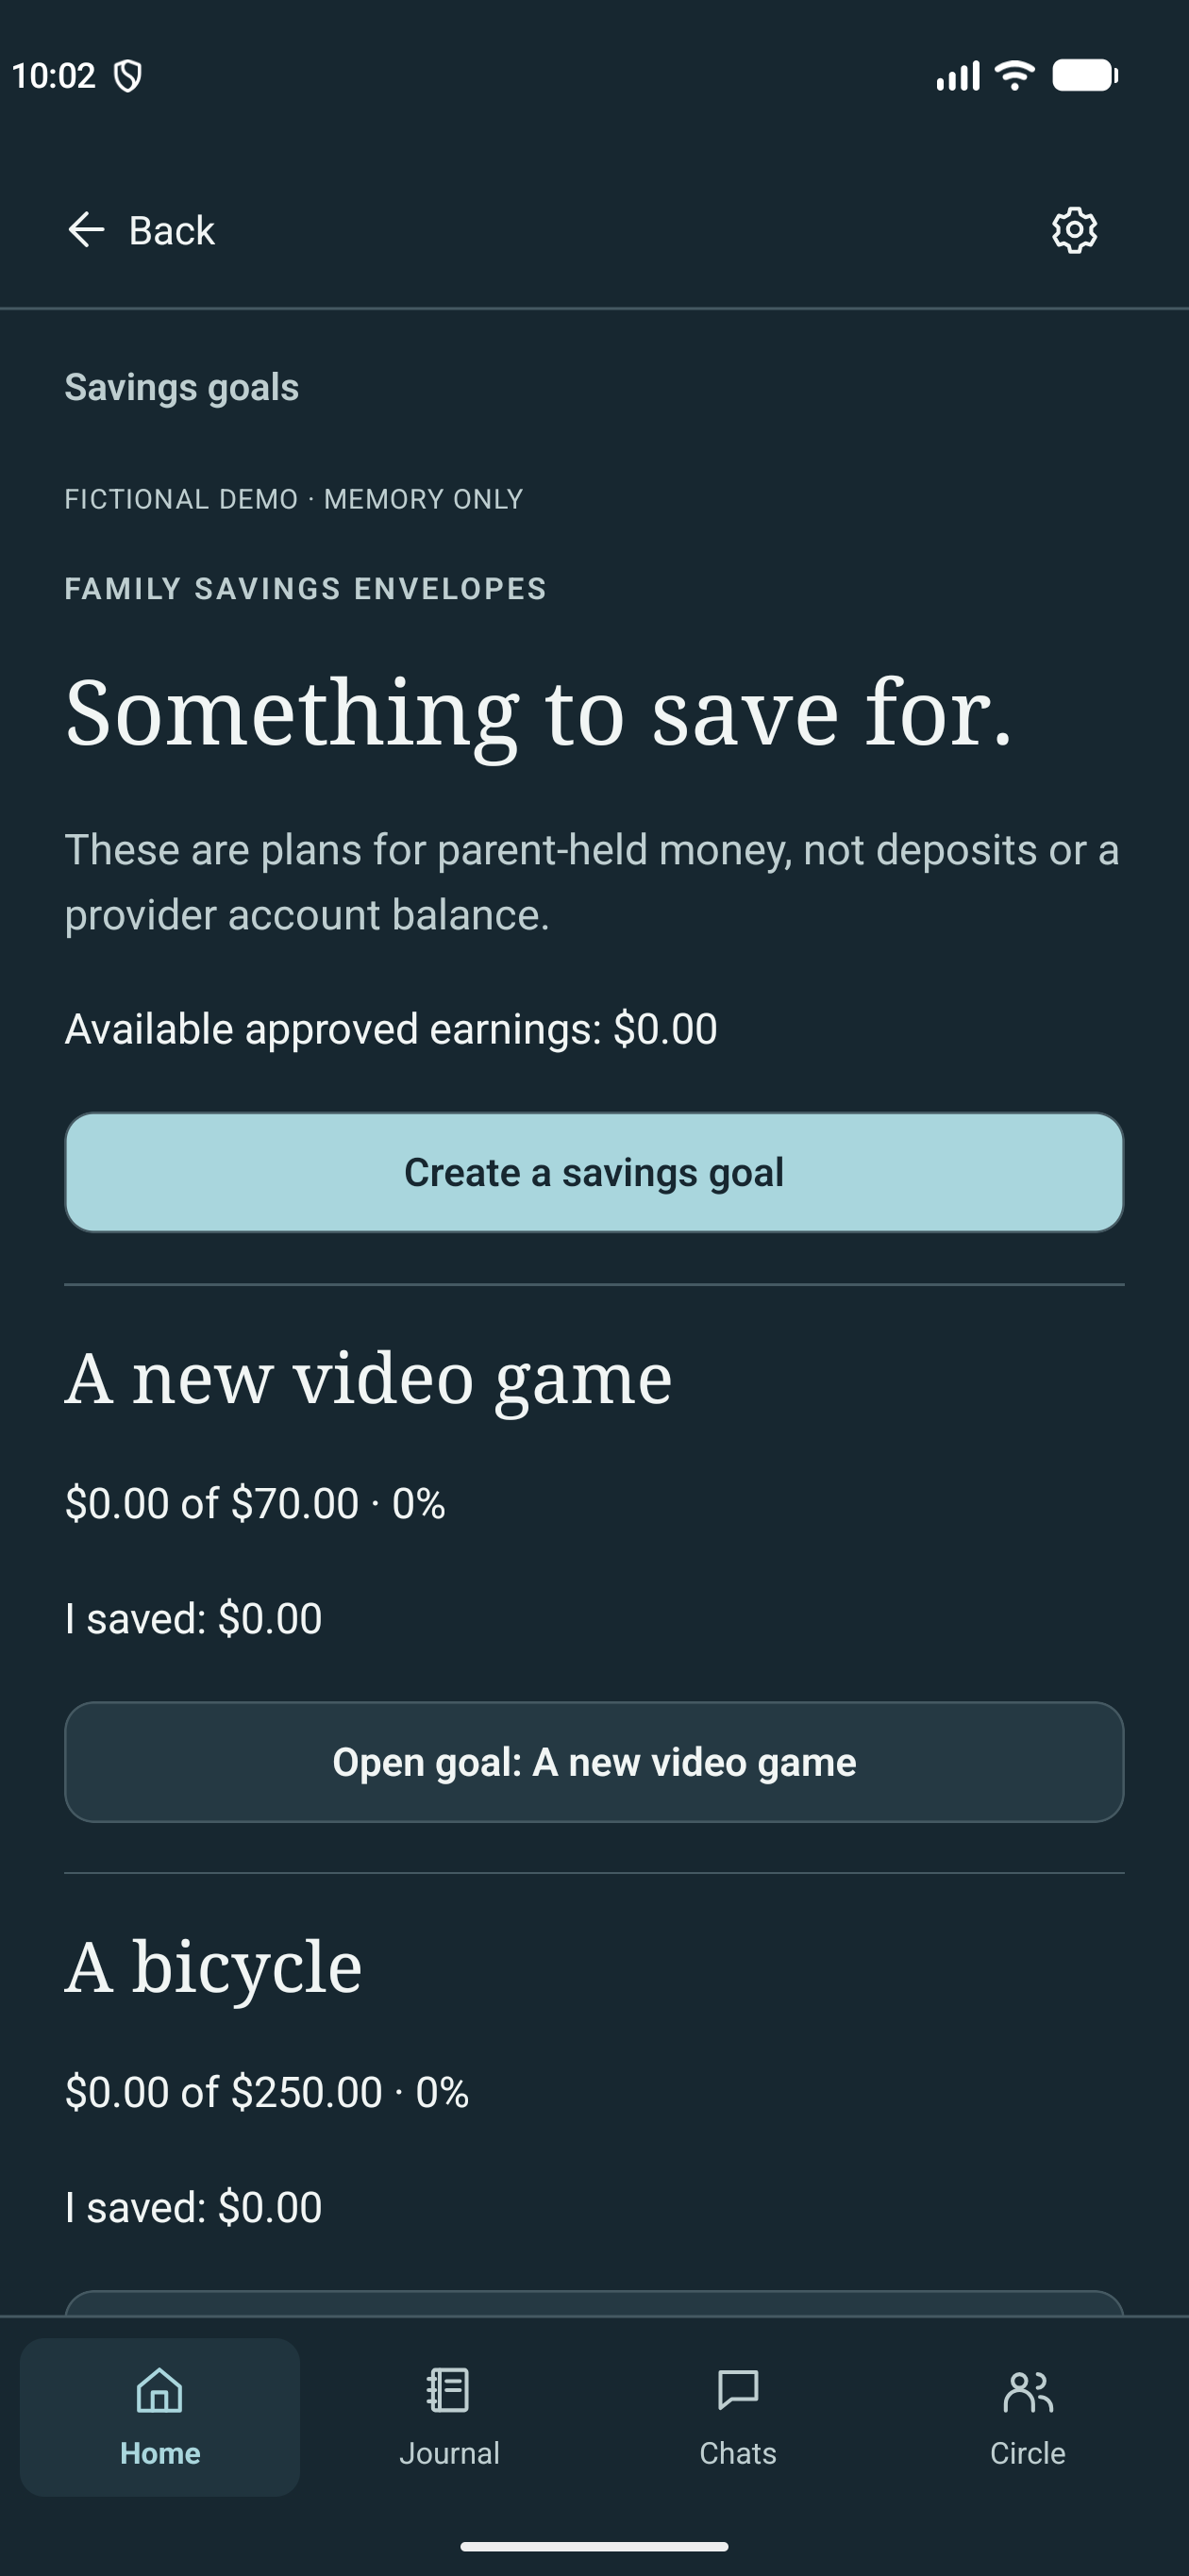 10:02
Back
Savings goals
FICTIONAL DEMO · MEMORY ONLY
FAMILY SAVINGS ENVELOPES
Something to save for.
These are plans for parent-held money, not deposits or a
provider account balance.
Available approved earnings: $0.00
Create a savings goal
A new video game
$0.00 of $70.00 · 0%
I saved: $0.00
Open goal: A new video game
A bicycle
$0.00 of $250.00 · 0%
I saved: $0.00
Home
Journal
Chats
Circle